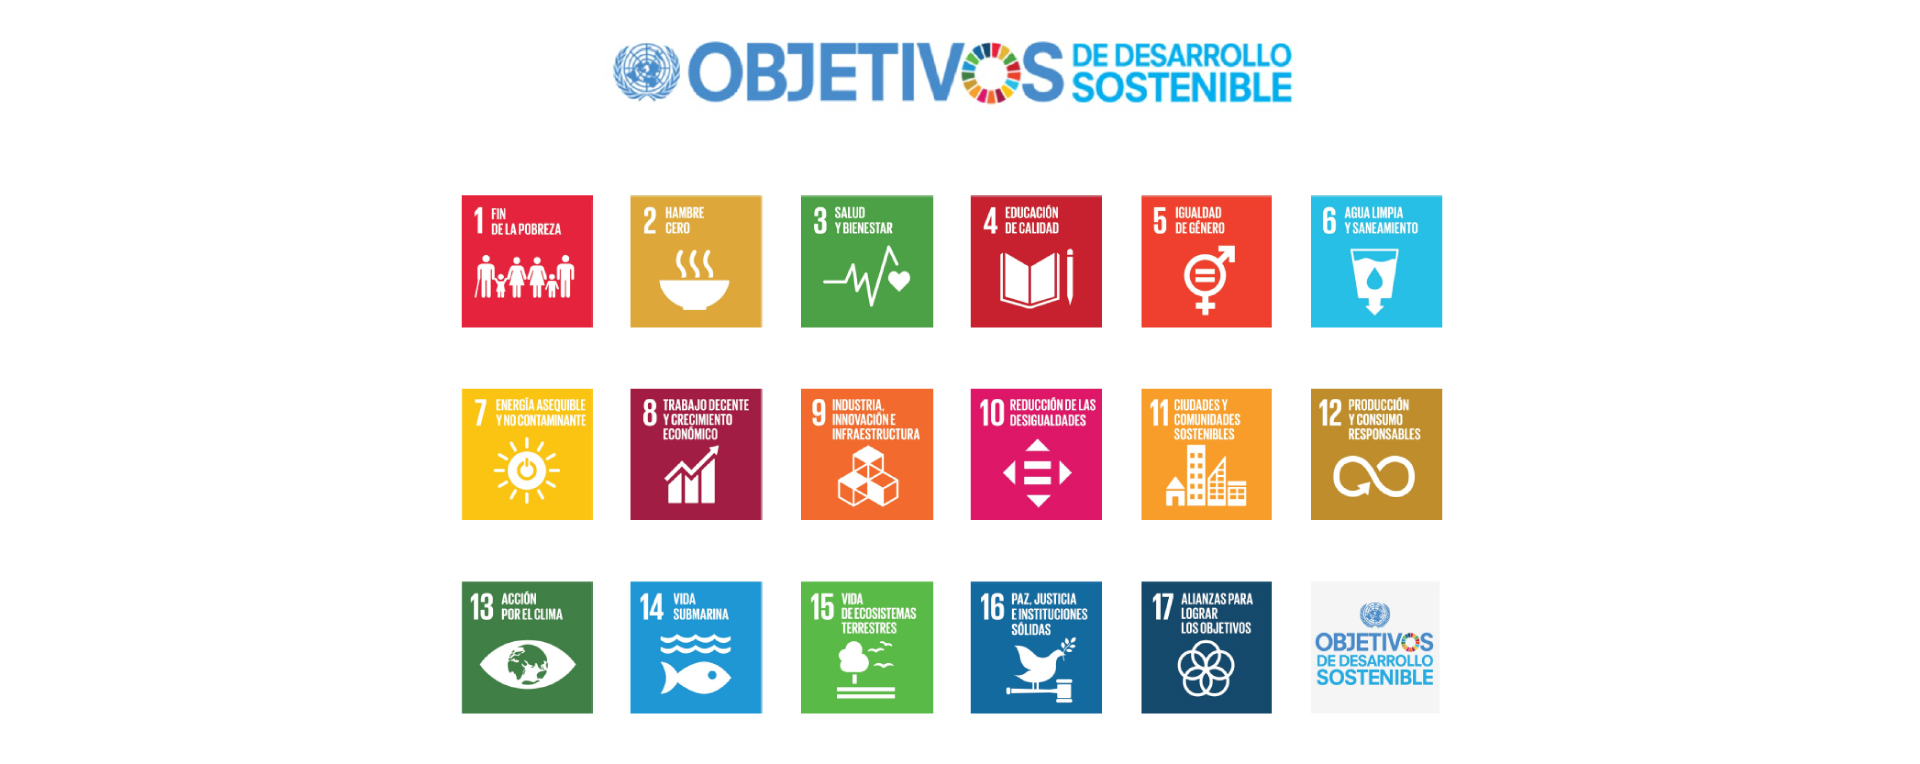 OBJETIVOS DE DESARROLLO
SOSTENIBLE
1 FIN
DE LA POBREZA
2 HAMBRE
CERO
3 SALUD
Y BIENESTAR
4 EDUCACIÓN
DE CALIDAD
5 IGUALDAD
DE GÉNERO
6 AGUA LIMPIA
Y SANEAMIENTO
7 ENERGÍA ASEQUIBLE
Y NO CONTAMINANTE
8 TRABAJO DECENTE
Y CRECIMIENTO
ECONÓMICO
9 INDUSTRIA,
INNOVACIÓN E
INFRAESTRUCTURA
10 REDUCCIÓN DE LAS
DESIGUALDADES
11 CIUDADES Y
COMUNIDADES
SOSTENIBLES
12 PRODUCCIÓN
Y CONSUMO
RESPONSABLES
13 ACCIÓN
POR EL CLIMA
14 VIDA
SUBMARINA
15 VIDA
DE ECOSISTEMAS
TERRESTRES
16 PAZ, JUSTICIA
E INSTITUCIONES
SÓLIDAS
17 ALIANZAS PARA
LOGRAR
LOS OBJETIVOS
OBJETIVOS
DE DESARROLLO
SOSTENIBLE